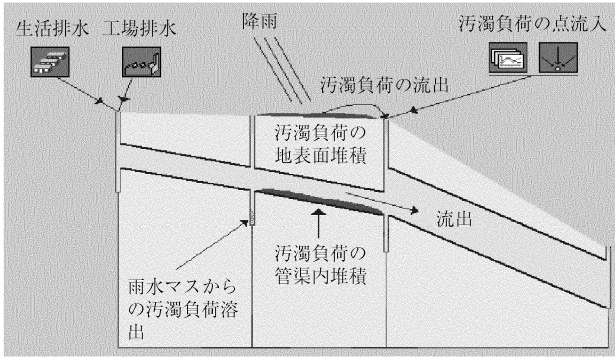 生活排水
工場排水
降雨
汚濁負荷の点流入
汚濁負荷の流出
汚濁負荷の
地表面堆積
流出
汚濁負荷の
管渠内堆積
雨水マスから
の汚濁負荷溶
出